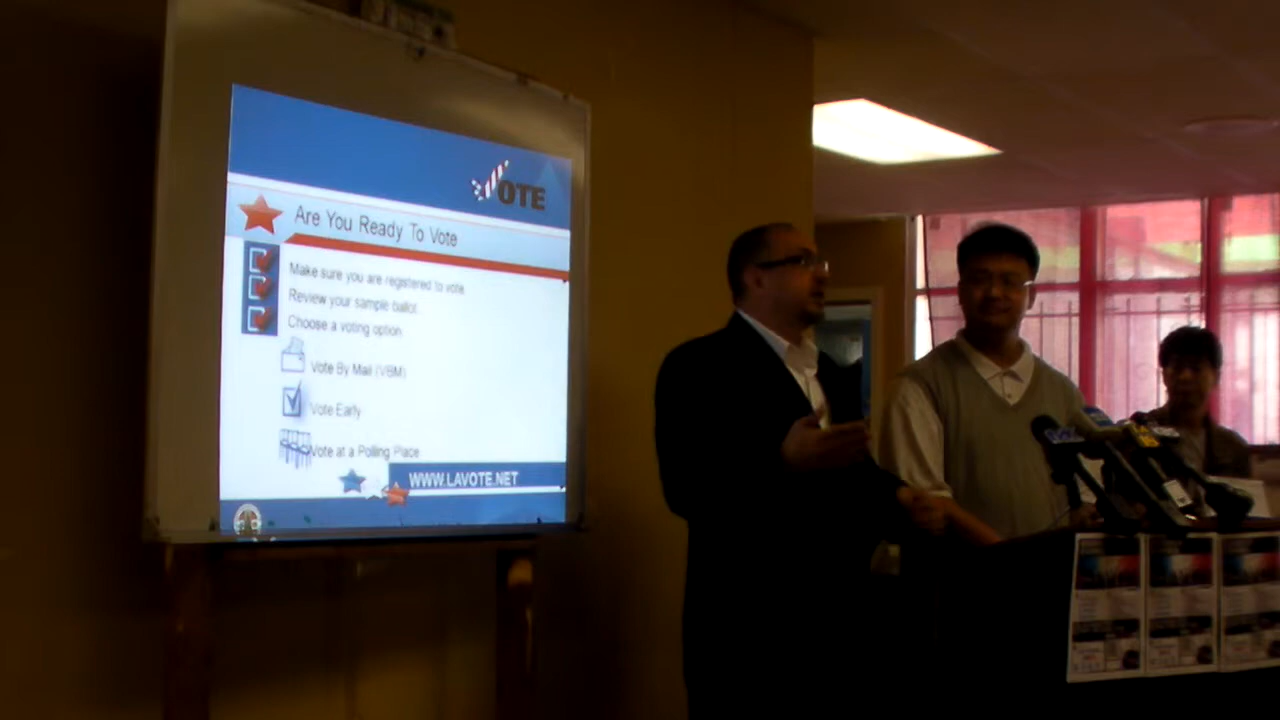 VOTE
Are You Ready To Vote
Make sure you are registered to vote.
Review your sample ballot.
Choose a voting option.
Vote By Mail (VBM)
Vote Early
Vote at a Polling Place
WWW.LAVOTE.NET